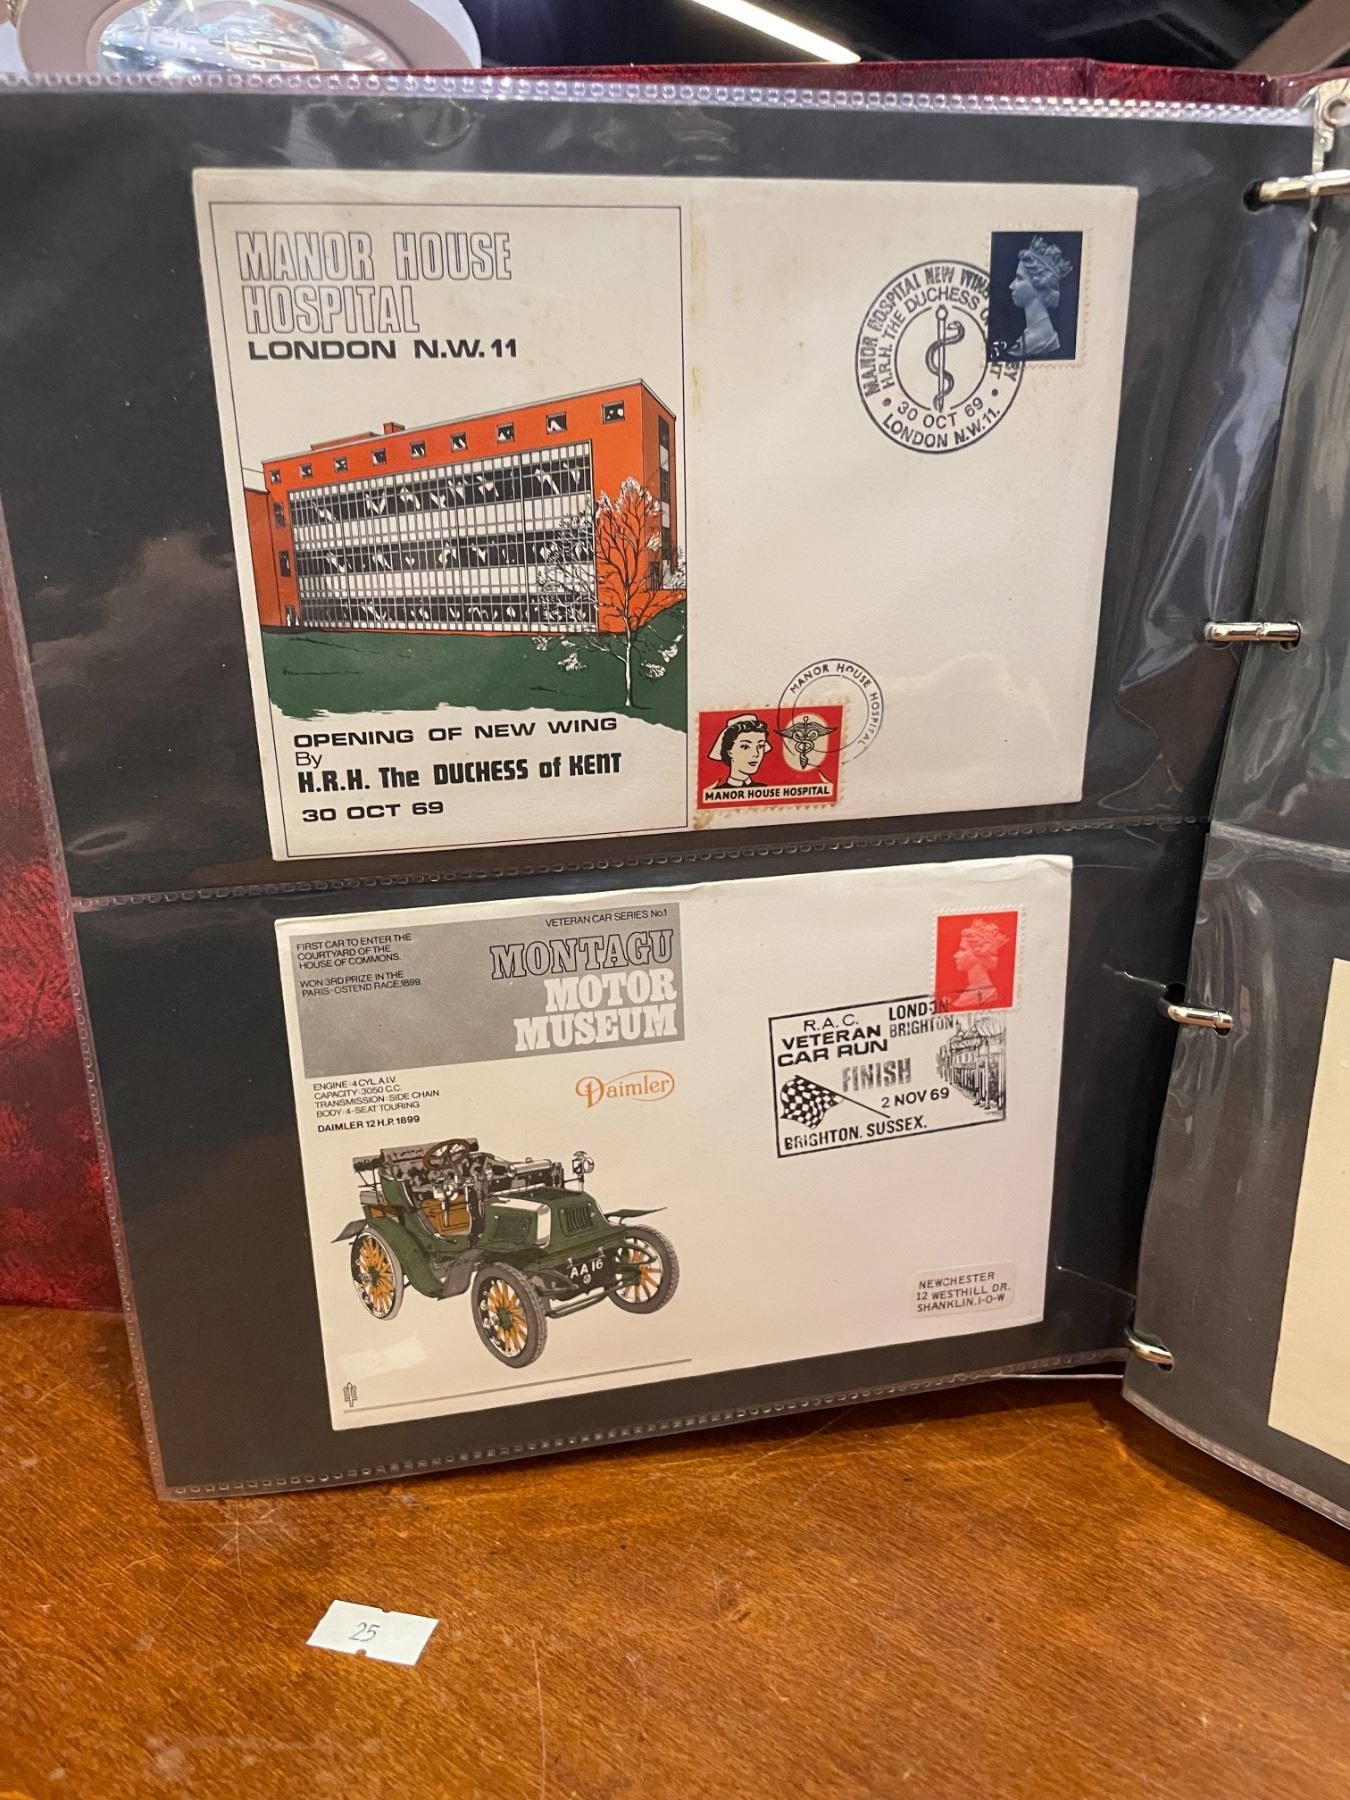 MANOR HOUSE
HOSPITAL
LONDON N.W.11
OPENING OF NEW WING
By
H.R.H. The DUCHESS of KENT
30 OCT 69
MANOR HOSPITAL NEW WING BY
H.R.H. THE DUCHESS
30 OCT 69
LONDON N.W.11.
MANOR HOUSE HOSPITAL
MANOR HOUSE HOSPITAL
FIRST CAR TO ENTER THE
COURTYARD OF THE
HOUSE OF COMMONS.
WON 3RD PRIZE IN THE
PARIS-OSTEND RACE,1899.
VETERAN CAR SERIES No.1
MONTAGU
MOTOR
MUSEUM
ENGINE:4 CYL.A.I.V.
CAPACITY:3050 C.C.
TRANSMISSION:SIDE CHAIN
BODY:4-SEAT TOURING
DAIMLER 12 H.P. 1899
Daimler
AA16
R.A.C.
VETERAN
CAR RUN
LONDON
BRIGHTON
FINISH
2 NOV 69
BRIGHTON. SUSSEX.
NEWCHESTER
12 WESTHILL DR.
SHANKLIN.I-O-W
25